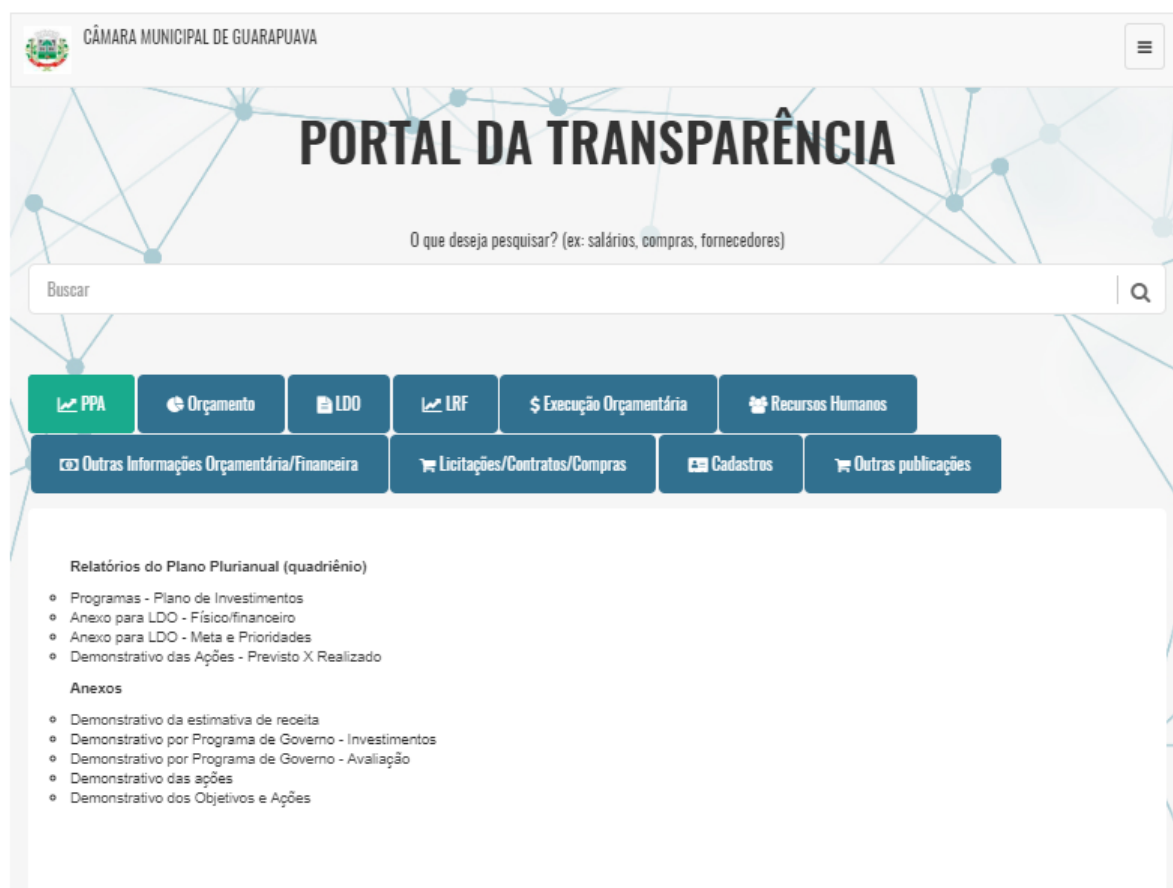 CÂMARA MUNICIPAL DE GUARAPUAVA
PORTAL DA TRANSPARÊNCIA
O que deseja pesquisar? (ex: salários, compras, fornecedores)
Buscar
PPA Orçamento LDO LRF $ Execução Orçamentária Recursos Humanos
Outras Informações Orçamentária/Financeira Licitações/Contratos/Compras Cadastros Outras publicações
Relatórios do Plano Plurianual (quadriênio)
Programas - Plano de Investimentos
Anexo para LDO - Físico/financeiro
Anexo para LDO - Meta e Prioridades
Demonstrativo das Ações - Previsto X Realizado
Anexos
Demonstrativo da estimativa de receita
Demonstrativo por Programa de Governo - Investimentos
Demonstrativo por Programa de Governo - Avaliação
Demonstrativo das ações
Demonstrativo dos Objetivos e Ações